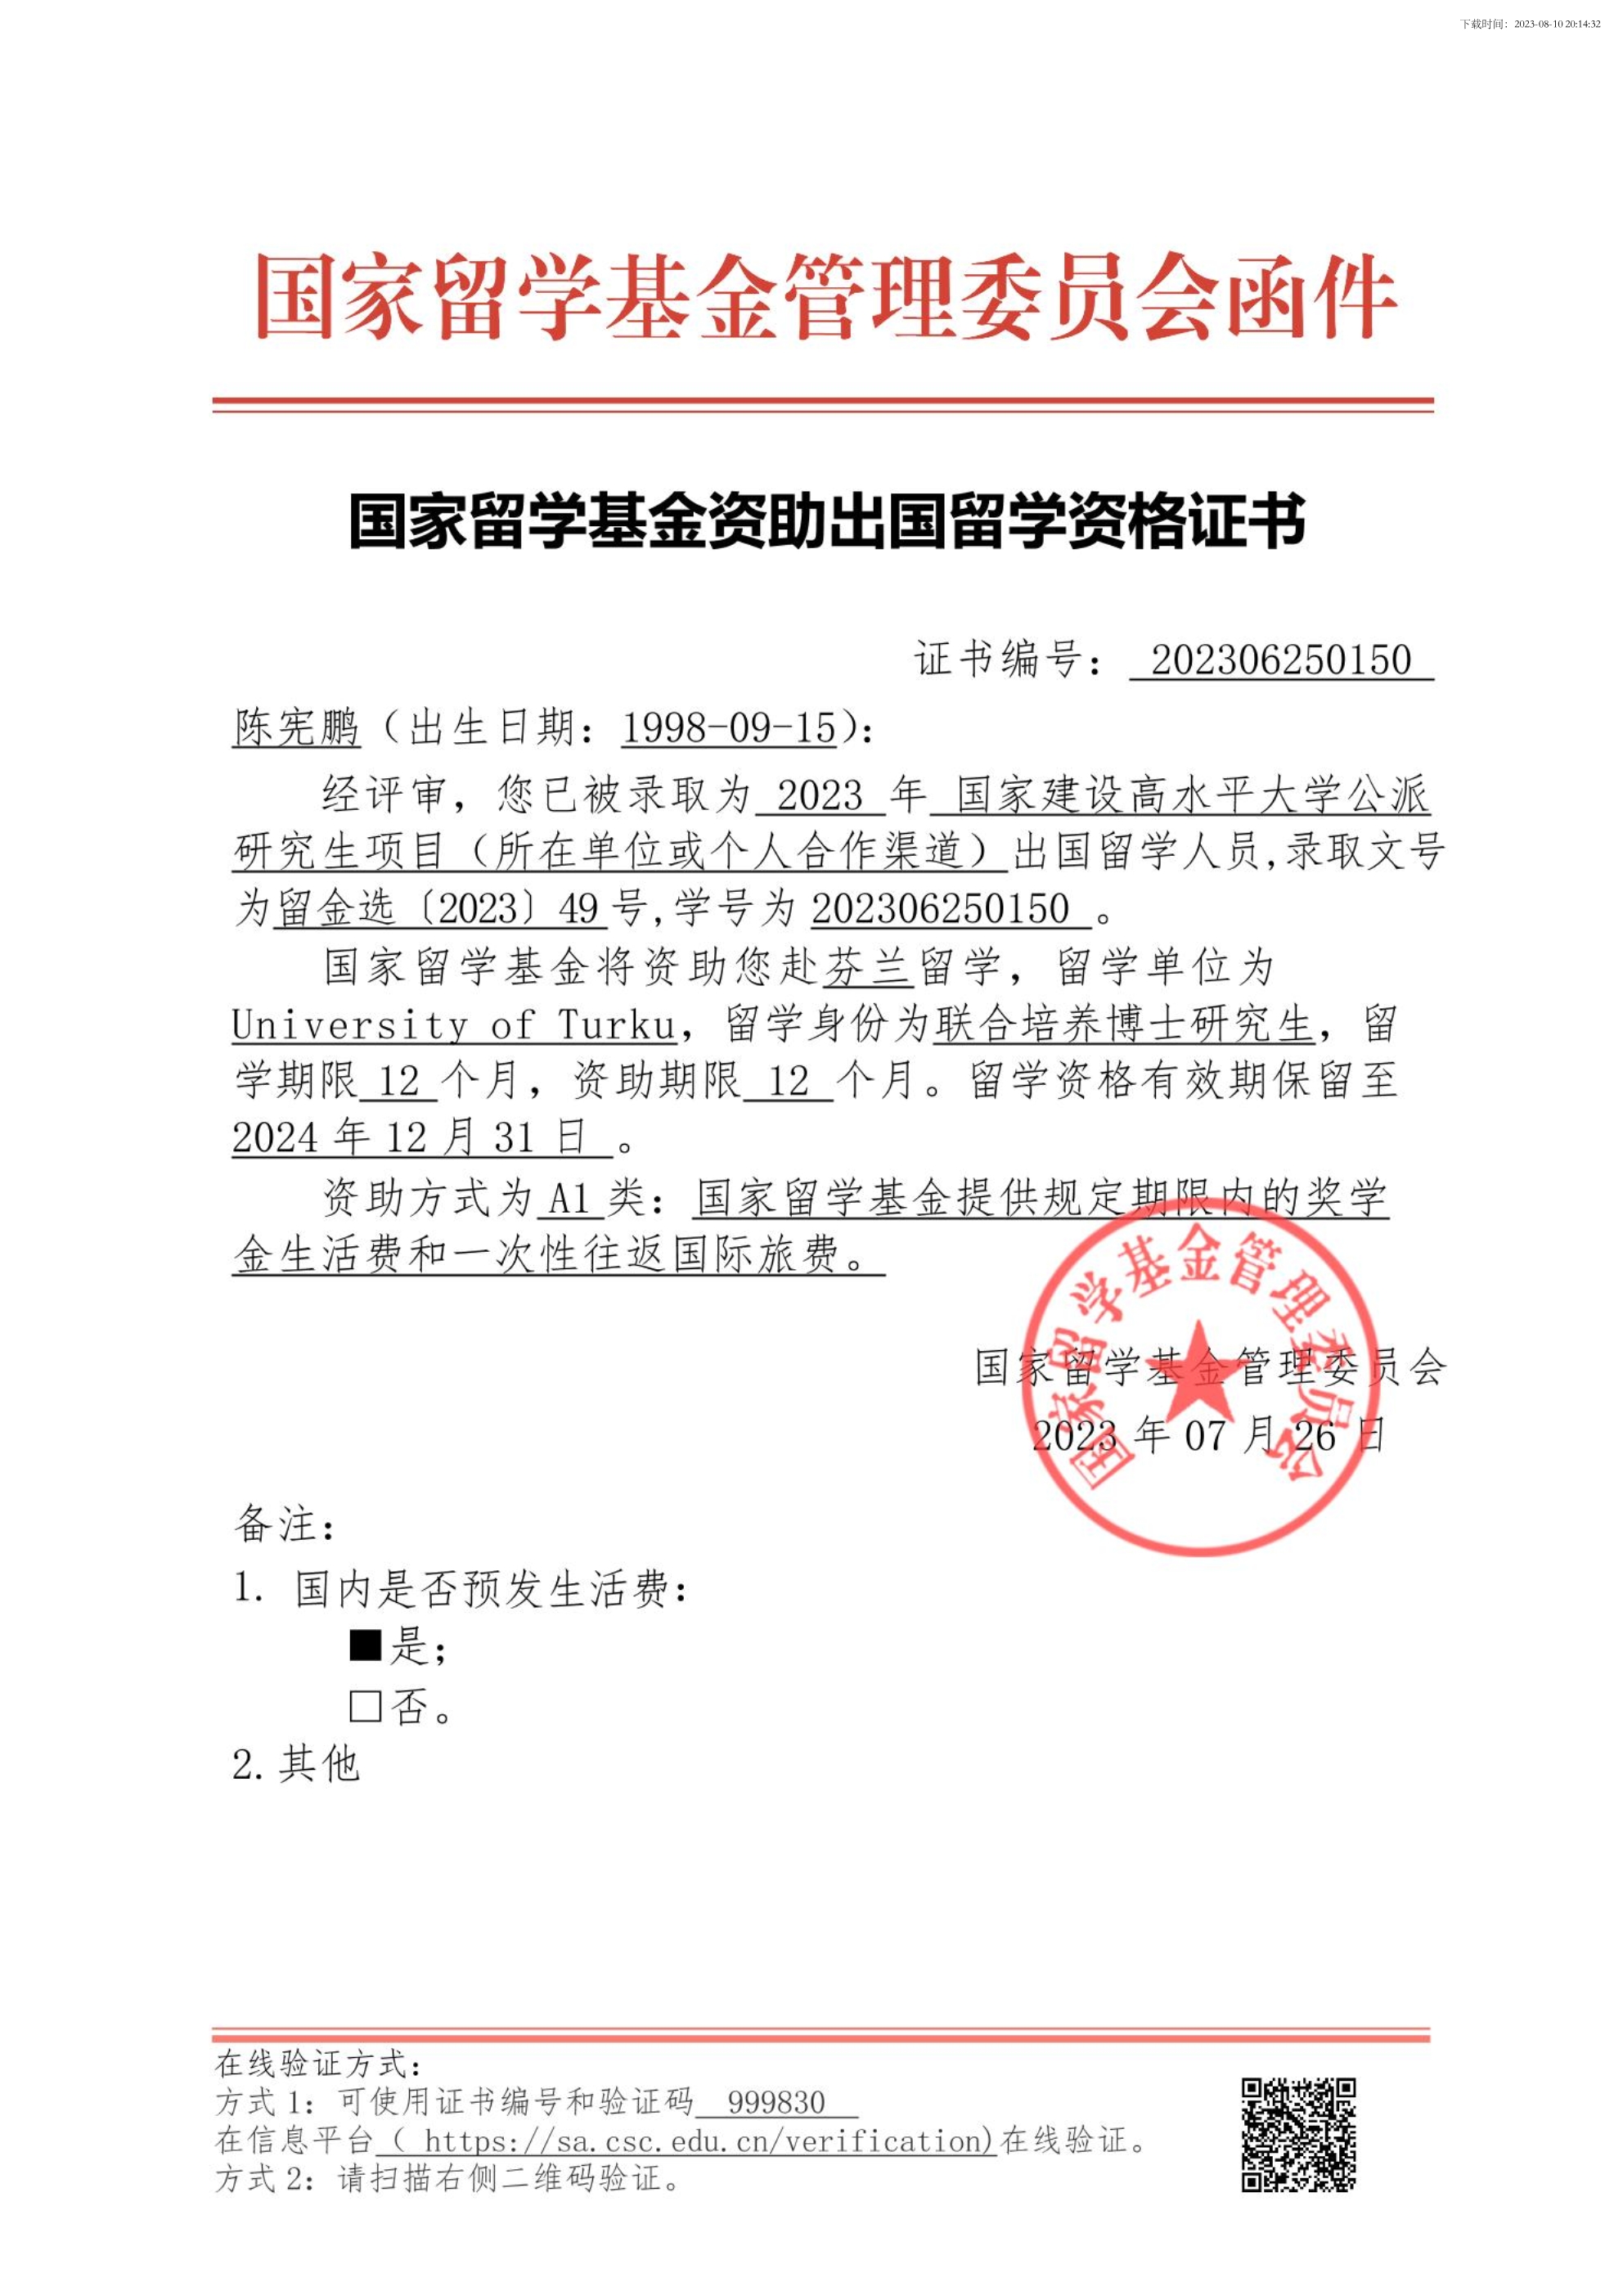 下载时间：2023-08-10 20:14:32
国家留学基金管理委员会函件
国家留学基金资助出国留学资格证书
证书编号： 202306250150
陈宪鹏（出生日期：1998-09-15）：
经评审，您已被录取为 2023 年 国家建设高水平大学公派
研究生项目（所在单位或个人合作渠道）出国留学人员,录取文号
为留金选〔2023〕49号,学号为202306250150 。
国家留学基金将资助您赴芬兰留学，留学单位为
University of Turku，留学身份为联合培养博士研究生，留
学期限 12 个月，资助期限 12 个月。留学资格有效期保留至
2024 年 12 月 31 日 。
资助方式为 A1 类：国家留学基金提供规定期限内的奖学
金生活费和一次性往返国际旅费。
国家留学基金管理委员会
国家留学基金管理委员会
2023 年 07 月 26 日
备注：
1. 国内是否预发生活费：
■是；
□否。
2.其他
在线验证方式：
方式 1：可使用证书编号和验证码 999830
在信息平台（ https://sa.csc.edu.cn/verification)在线验证。
方式 2：请扫描右侧二维码验证。